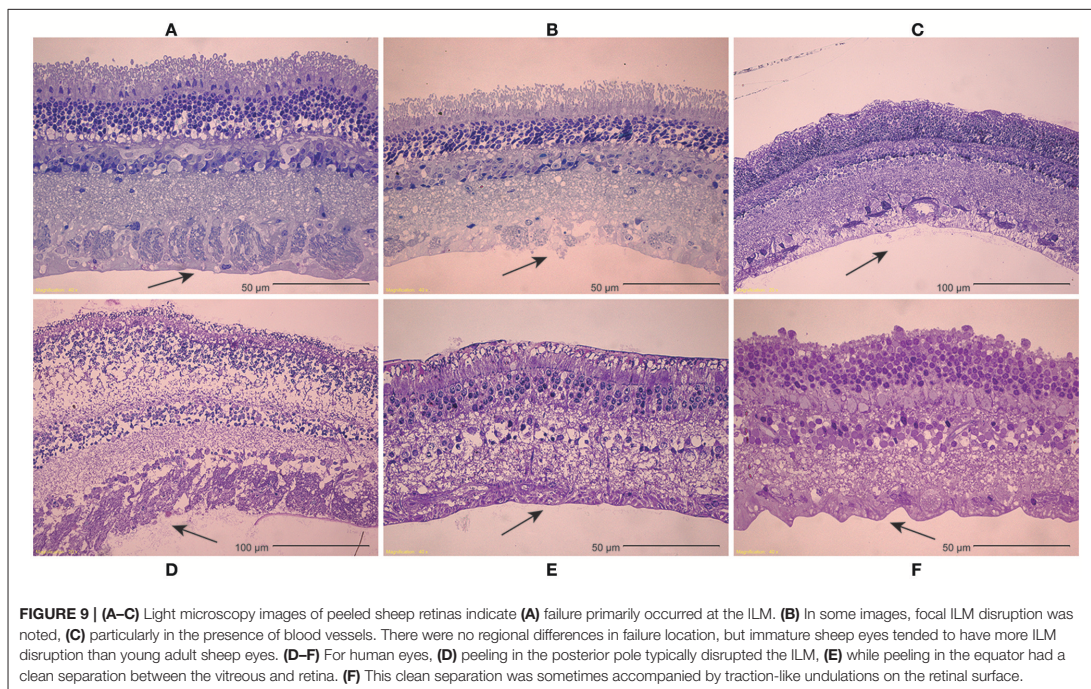 A B C
50 µm 50 µm 100 µm
100 µm 50 µm 50 µm
D E F
FIGURE 9 | (A–C) Light microscopy images of peeled sheep retinas indicate (A) failure primarily occurred at the ILM. (B) In some images, focal ILM disruption was
noted, (C) particularly in the presence of blood vessels. There were no regional differences in failure location, but immature sheep eyes tended to have more ILM
disruption than young adult sheep eyes. (D–F) For human eyes, (D) peeling in the posterior pole typically disrupted the ILM, (E) while peeling in the equator had a
clean separation between the vitreous and retina. (F) This clean separation was sometimes accompanied by traction-like undulations on the retinal surface.